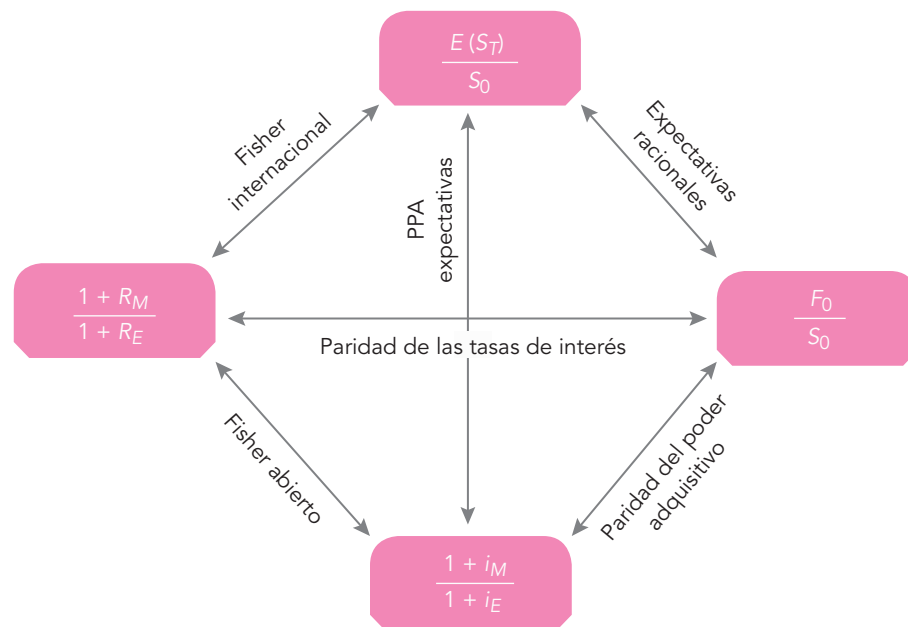 E (S_T)
S_0
Fisher
internacional
PPA
expectativas
Expectativas
racionales
1 + R_M
1 + R_E
F_0
S_0
Paridad de las tasas de interés
Fisher abierto
Paridad del poder
adquisitivo
1 + i_M
1 + i_E